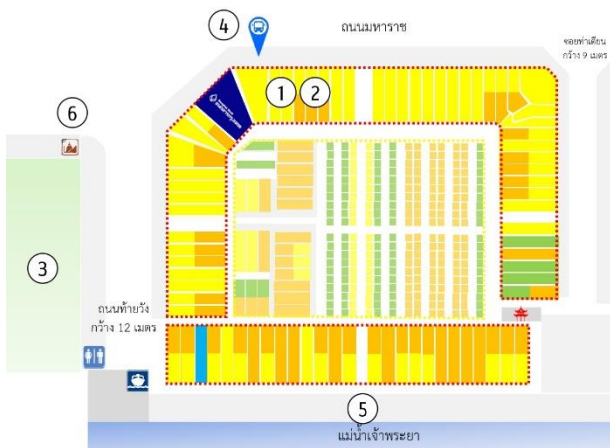 4
ถนนมหาราช
ซอยท่าเตียน
กว้าง 9 เมตร
1
2
6
3
ถนนท้ายวัง
กว้าง 12 เมตร
5
แม่น้ำเจ้าพระยา